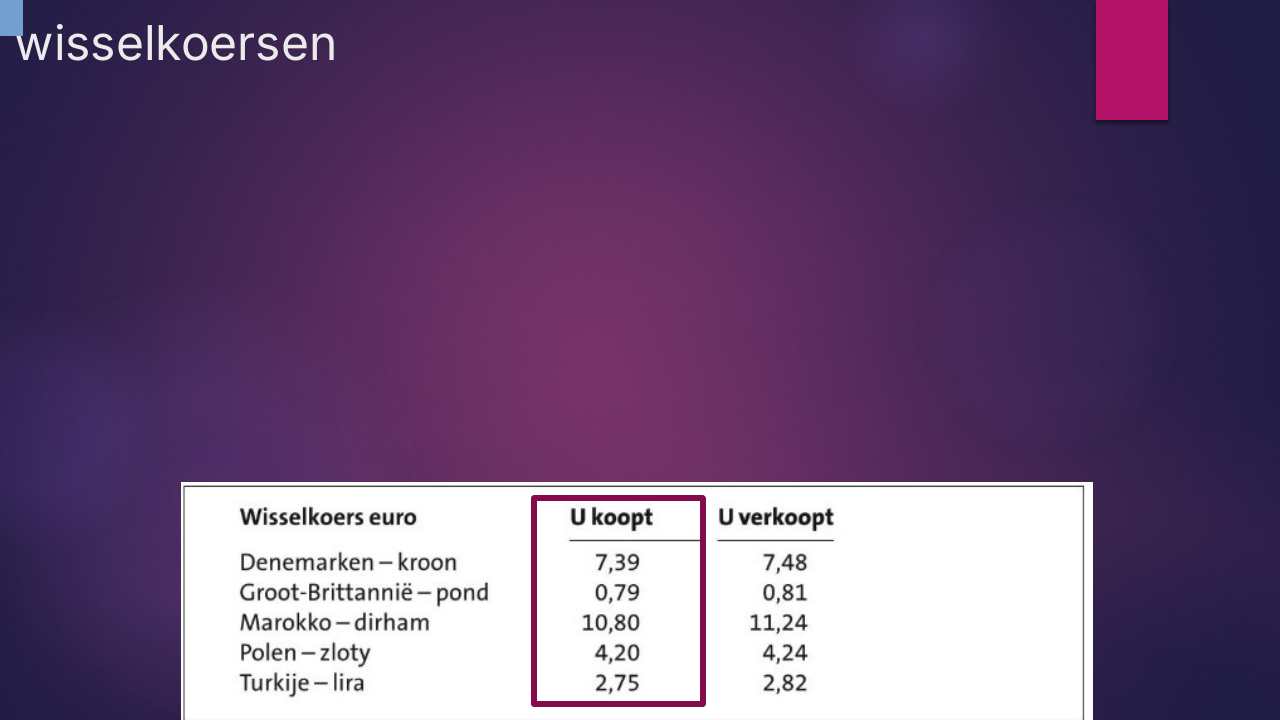 wisselkoersen
Wisselkoers euro U koopt U verkoopt
Denemarken – kroon 7,39 7,48
Groot-Brittannië – pond 0,79 0,81
Marokko – dirham 10,80 11,24
Polen – zloty 4,20 4,24
Turkije – lira 2,75 2,82